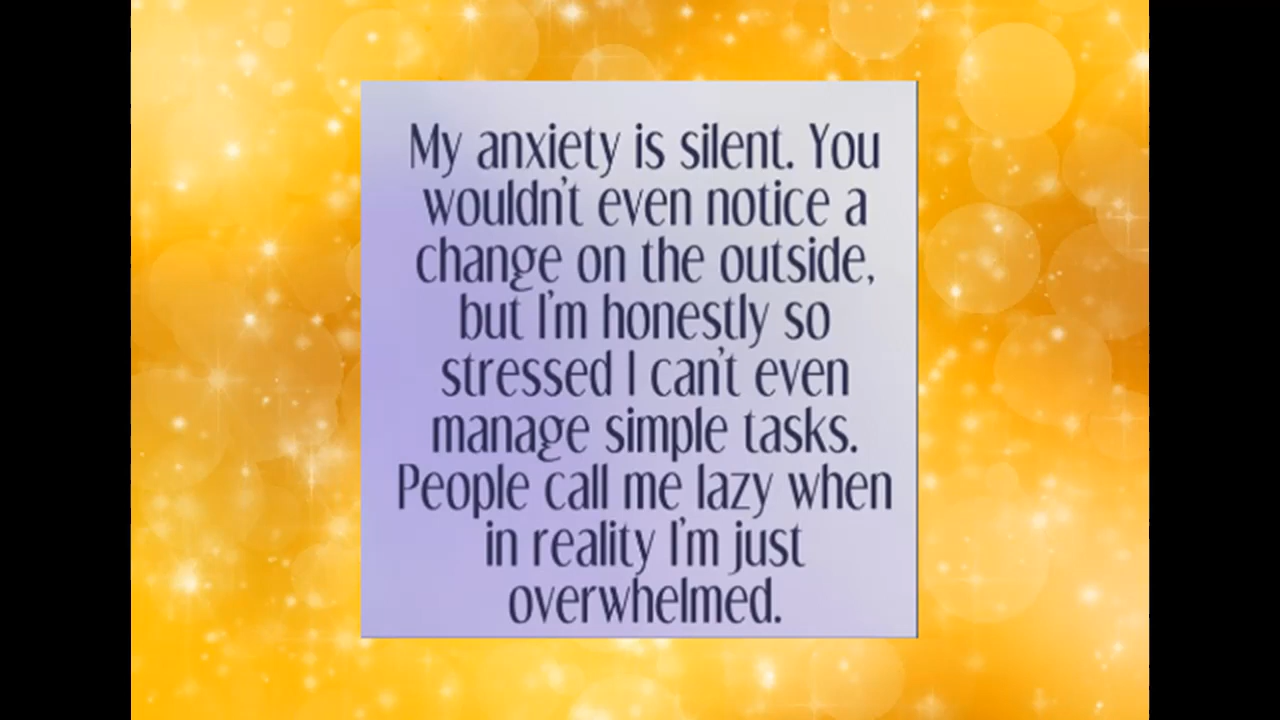 My anxiety is silent. You
wouldn't even notice a
change on the outside,
but I'm honestly so
stressed I can't even
manage simple tasks.
People call me lazy when
in reality I'm just
overwhelmed.